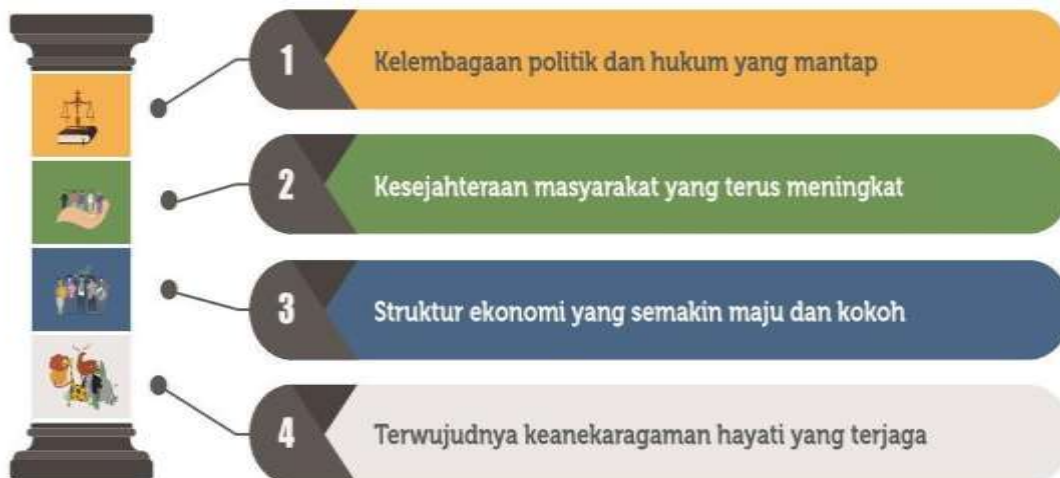 1
Kelembagaan politik dan hukum yang mantap
2
Kesejahteraan masyarakat yang terus meningkat
3
Struktur ekonomi yang semakin maju dan kokoh
4
Terwujudnya keanekaragaman hayati yang terjaga